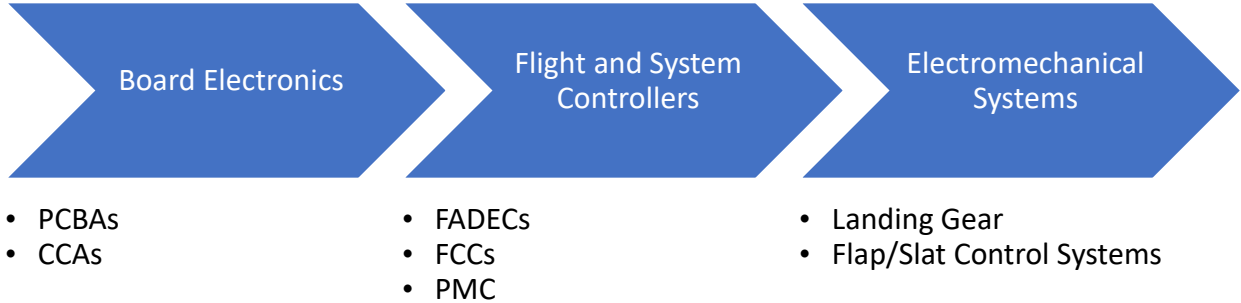 Board Electronics
Flight and System
Controllers
Electromechanical
Systems
• PCBAs
• CCAs
• FADECs
• FCCs
• PMC
• Landing Gear
• Flap/Slat Control Systems